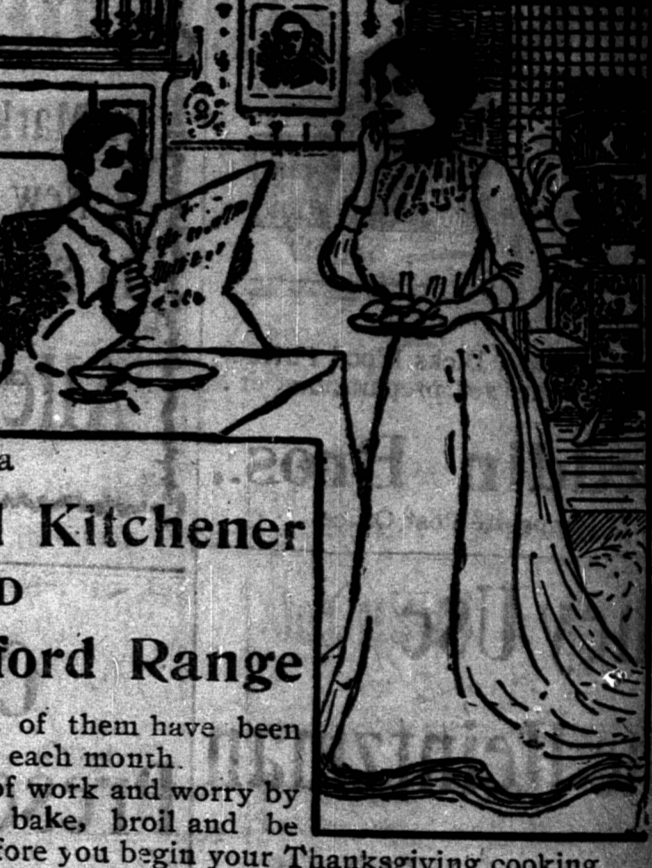 a
Kitchener
D
ford Range
of them have been
each month.
of work and worry by
bake, broil and be
fore you begin your Thanksgiving cooking